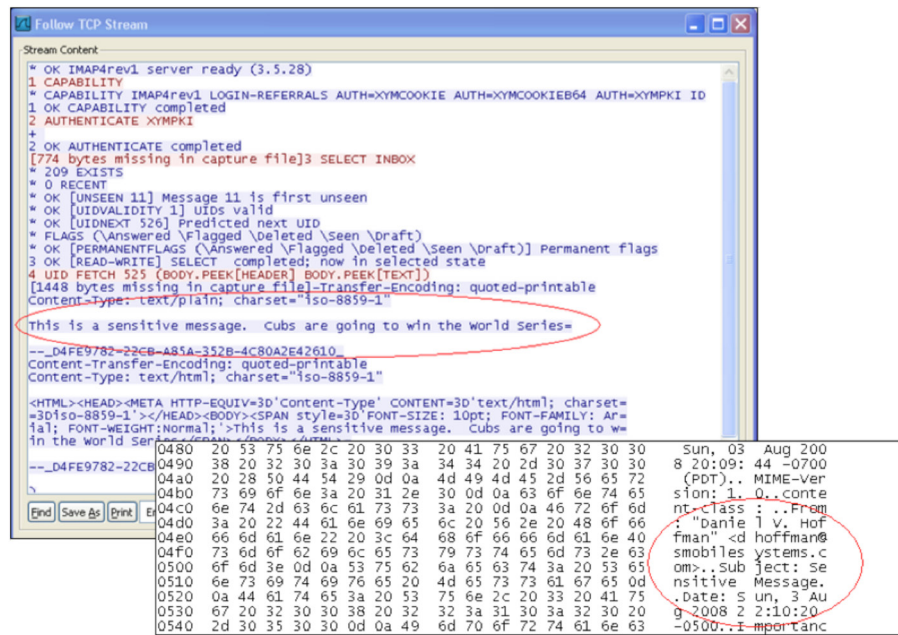 Follow TCP Stream
Stream Content
* OK IMAP4rev1 server ready (3.5.28)
1 CAPABILITY
* CAPABILITY IMAP4rev1 LOGIN-REFERRALS AUTH=XYMCOOKIE AUTH=XYMCOOKIEB64 AUTH=XYMPKI ID
1 OK CAPABILITY completed
2 AUTHENTICATE XYMPKI
+
2 OK AUTHENTICATE completed
[774 bytes missing in capture file]3 SELECT INBOX
* 209 EXISTS
* 0 RECENT
* OK [UNSEEN 11] Message 11 is first unseen
* OK [UIDVALIDITY 1] UIDs valid
* OK [UIDNEXT 526] Predicted next UID
* FLAGS (\Answered \Flagged \Deleted \Seen \Draft)
* OK [PERMANENTFLAGS (\Answered \Flagged \Deleted \Seen \Draft)] Permanent flags
3 OK [READ-WRITE] SELECT completed; now in selected state
4 UID FETCH 525 (BODY.PEEK[HEADER] BODY.PEEK[TEXT])
[1448 bytes missing in capture file]-Transfer-Encoding: quoted-printable
Content-Type: text/plain; charset="iso-8859-1"
This is a sensitive message. Cubs are going to win the World Series=
--_D4FE9782-22CB-A85A-352B-4C80A2E42610_
Content-Transfer-Encoding: quoted-printable
Content-Type: text/html; charset="iso-8859-1"
<HTML><HEAD><META HTTP-EQUIV=3D'Content-Type' CONTENT=3D'text/html; charset=
=3Diso-8859-1'></HEAD><BODY><SPAN style=3D'FONT-SIZE: 10pt; FONT-FAMILY: Ar=
ial; FONT-WEIGHT:Normal;'>This is a sensitive message. Cubs are going to w=
in the World Series</SPAN></BODY></HTML>=
--_D4FE9782-22CB
)
Find Save As Print
0480 20 53 75 6e 2c 20 30 33 20 41 75 67 20 32 30 30 Sun, 03 Aug 200
0490 38 20 32 30 3a 30 39 3a 34 34 20 2d 30 37 30 30 8 20:09: 44 -0700
04a0 20 28 50 44 54 29 0d 0a 4d 49 4d 45 2d 56 65 72 (PDT).. MIME-Ver
04b0 73 69 6f 6e 3a 20 31 2e 30 0d 0a 63 6f 6e 74 65 sion: 1. 0..conte
04c0 6e 74 2d 63 6c 61 73 73 3a 20 0d 0a 46 72 6f 6d nt-class : ..From
04d0 3a 20 22 44 61 6e 69 65 6c 20 56 2e 20 48 6f 66 : "Danie l V. Hof
04e0 66 6d 61 6e 22 20 3c 64 68 6f 66 66 6d 61 6e 40 fman" <d hoffman@
04f0 73 6d 6f 62 69 6c 65 73 79 73 74 65 6d 73 2e 63 smobiles ystems.c
0500 6f 6d 3e 0d 0a 53 75 62 6a 65 63 74 3a 20 53 65 om>..Sub ject: Se
0510 6e 73 69 74 69 76 65 20 4d 65 73 73 61 67 65 0d nsitive Message.
0520 0a 44 61 74 65 3a 20 53 75 6e 2c 20 33 20 41 75 .Date: S un, 3 Au
0530 67 20 32 30 30 38 20 32 32 3a 31 30 3a 32 30 20 g 2008 2 2:10:20
0540 2d 30 35 30 30 0d 0a 49 6d 70 6f 72 74 61 6e 63 -0500..I mportanc